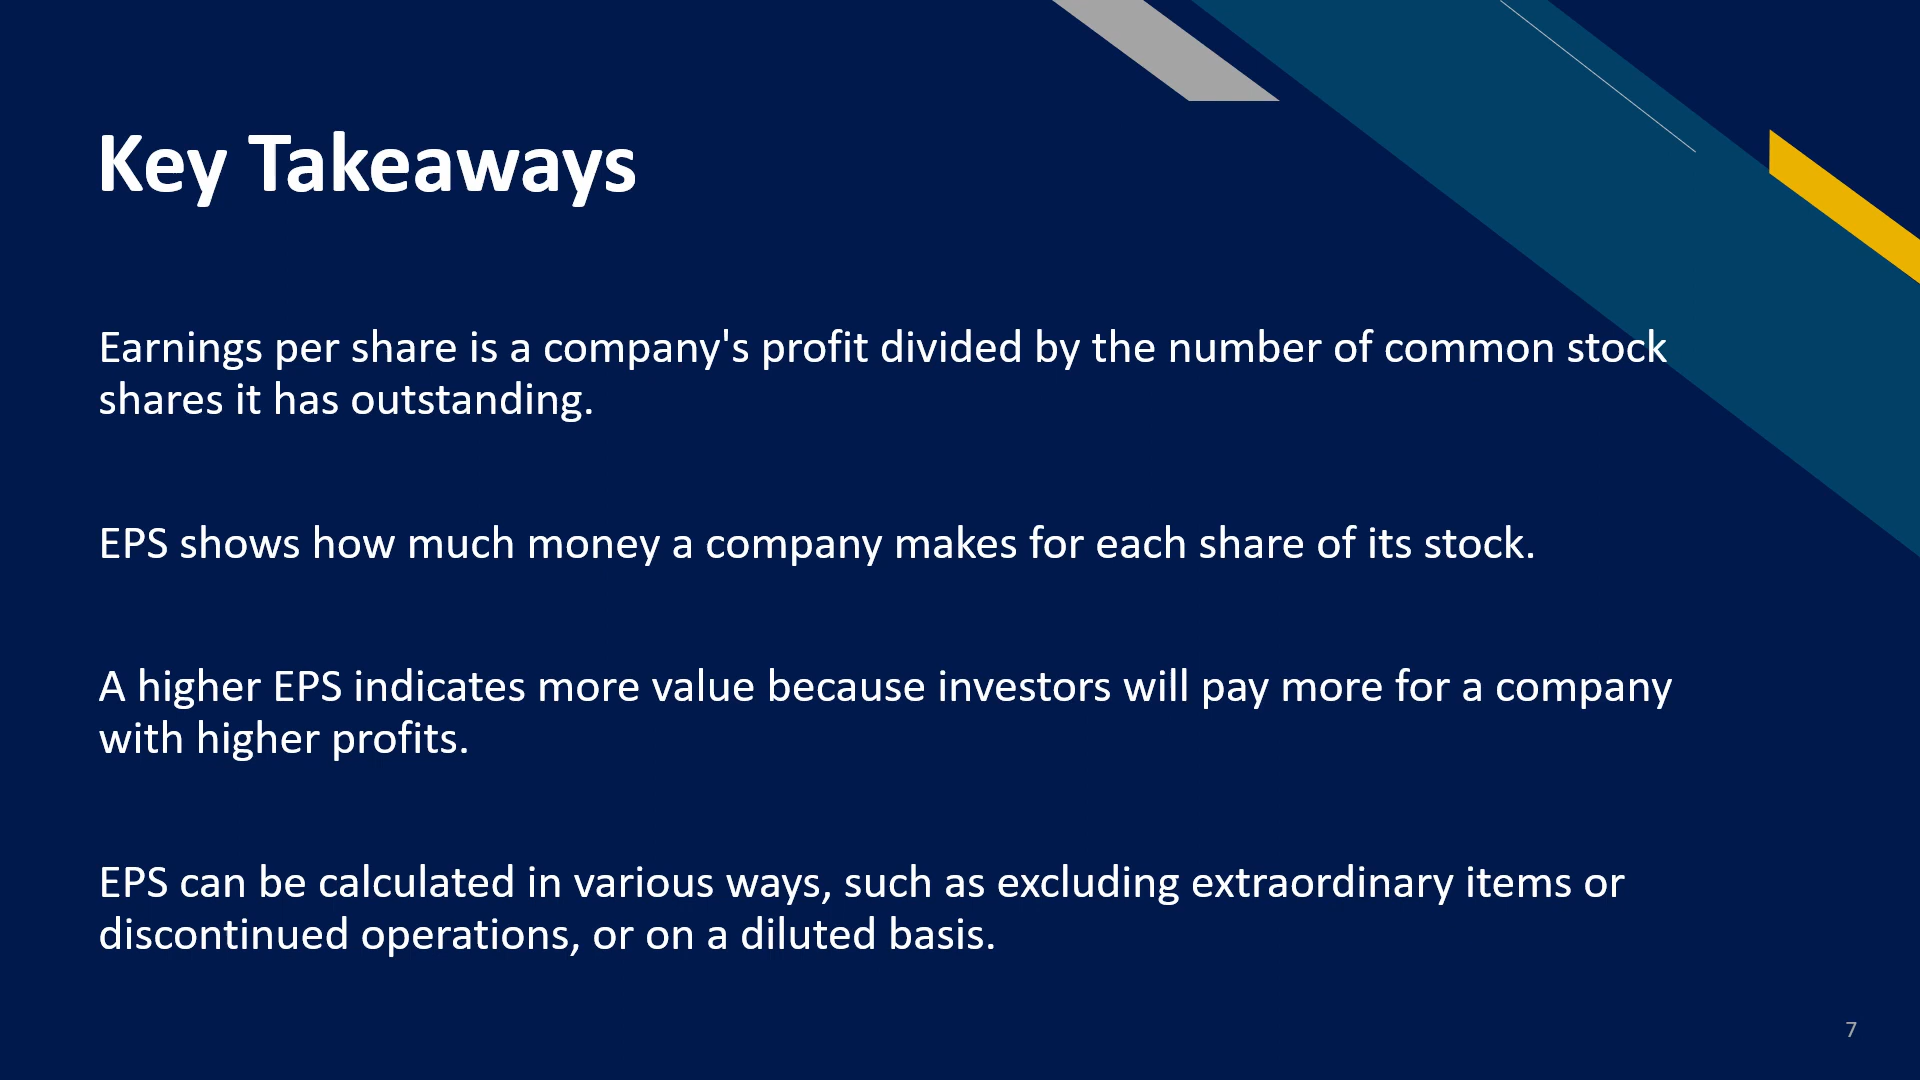 Key Takeaways
Earnings per share is a company's profit divided by the number of common stock
shares it has outstanding.
EPS shows how much money a company makes for each share of its stock.
A higher EPS indicates more value because investors will pay more for a company
with higher profits.
EPS can be calculated in various ways, such as excluding extraordinary items or
discontinued operations, or on a diluted basis.
7